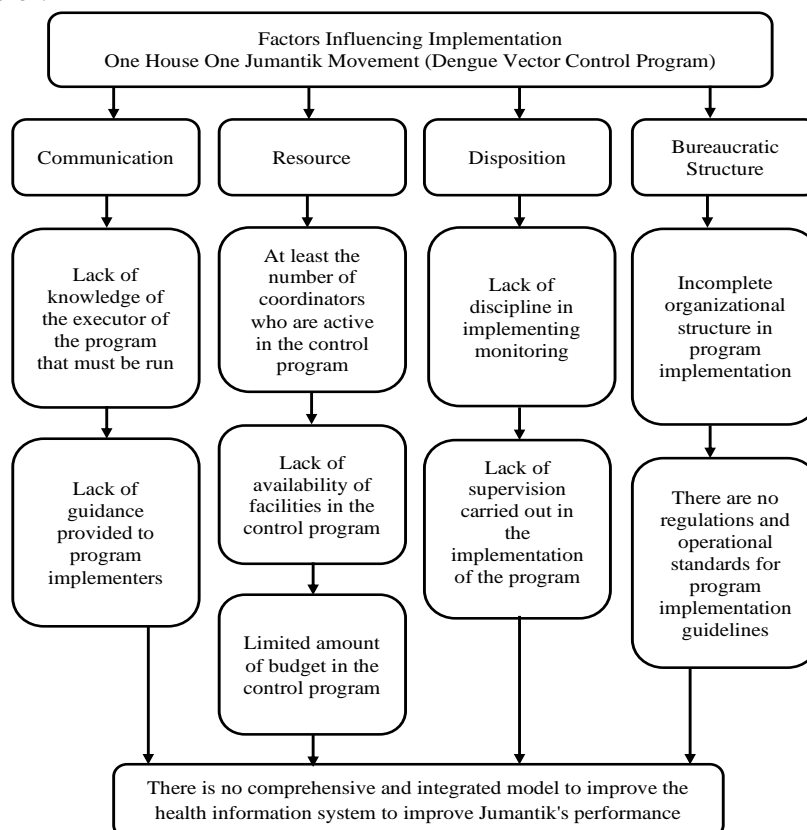 Factors Influencing Implementation
One House One Jumantik Movement (Dengue Vector Control Program)
Communication
Resource
Disposition
Bureaucratic
Structure
Lack of
knowledge of
the executor of
the program
that must be run
At least the
number of
coordinators
who are active
in the control
program
Lack of
discipline in
implementing
monitoring
Incomplete
organizational
structure in
program
implementation
Lack of
guidance
provided to
program
implementers
Lack of
availability of
facilities in the
control program
Lack of
supervision
carried out in
the
implementation
of the program
There are no
regulations and
operational
standards for
program
implementation
guidelines
Limited amount
of budget in the
control program
There is no comprehensive and integrated model to improve the
health information system to improve Jumantik's performance